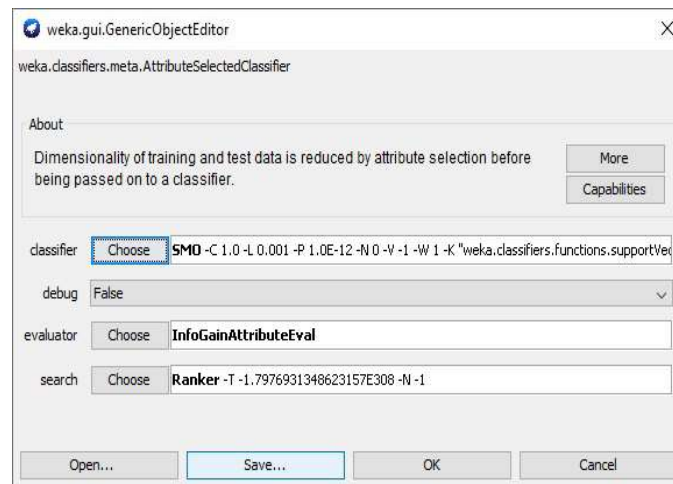 weka.gui.GenericObjectEditor
weka.classifiers.meta.AttributeSelectedClassifier
About
Dimensionality of training and test data is reduced by attribute selection before
being passed on to a classifier.
More
Capabilities
classifier Choose SMO -C 1.0 -L 0.001 -P 1.0E-12 -N 0 -V -1 -W 1 -K "weka.classifiers.functions.supportVec
debug False
evaluator Choose InfoGainAttributeEval
search Choose Ranker -T -1.7976931348623157E308 -N -1
Open... Save... OK Cancel